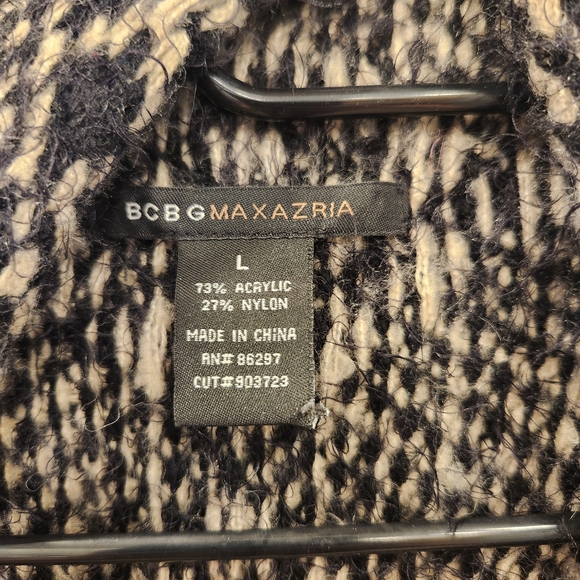 BCBGMAXAZRIA
L
73% ACRYLIC
27% NYLON
MADE IN CHINA
RN# 86297
CUT#903723